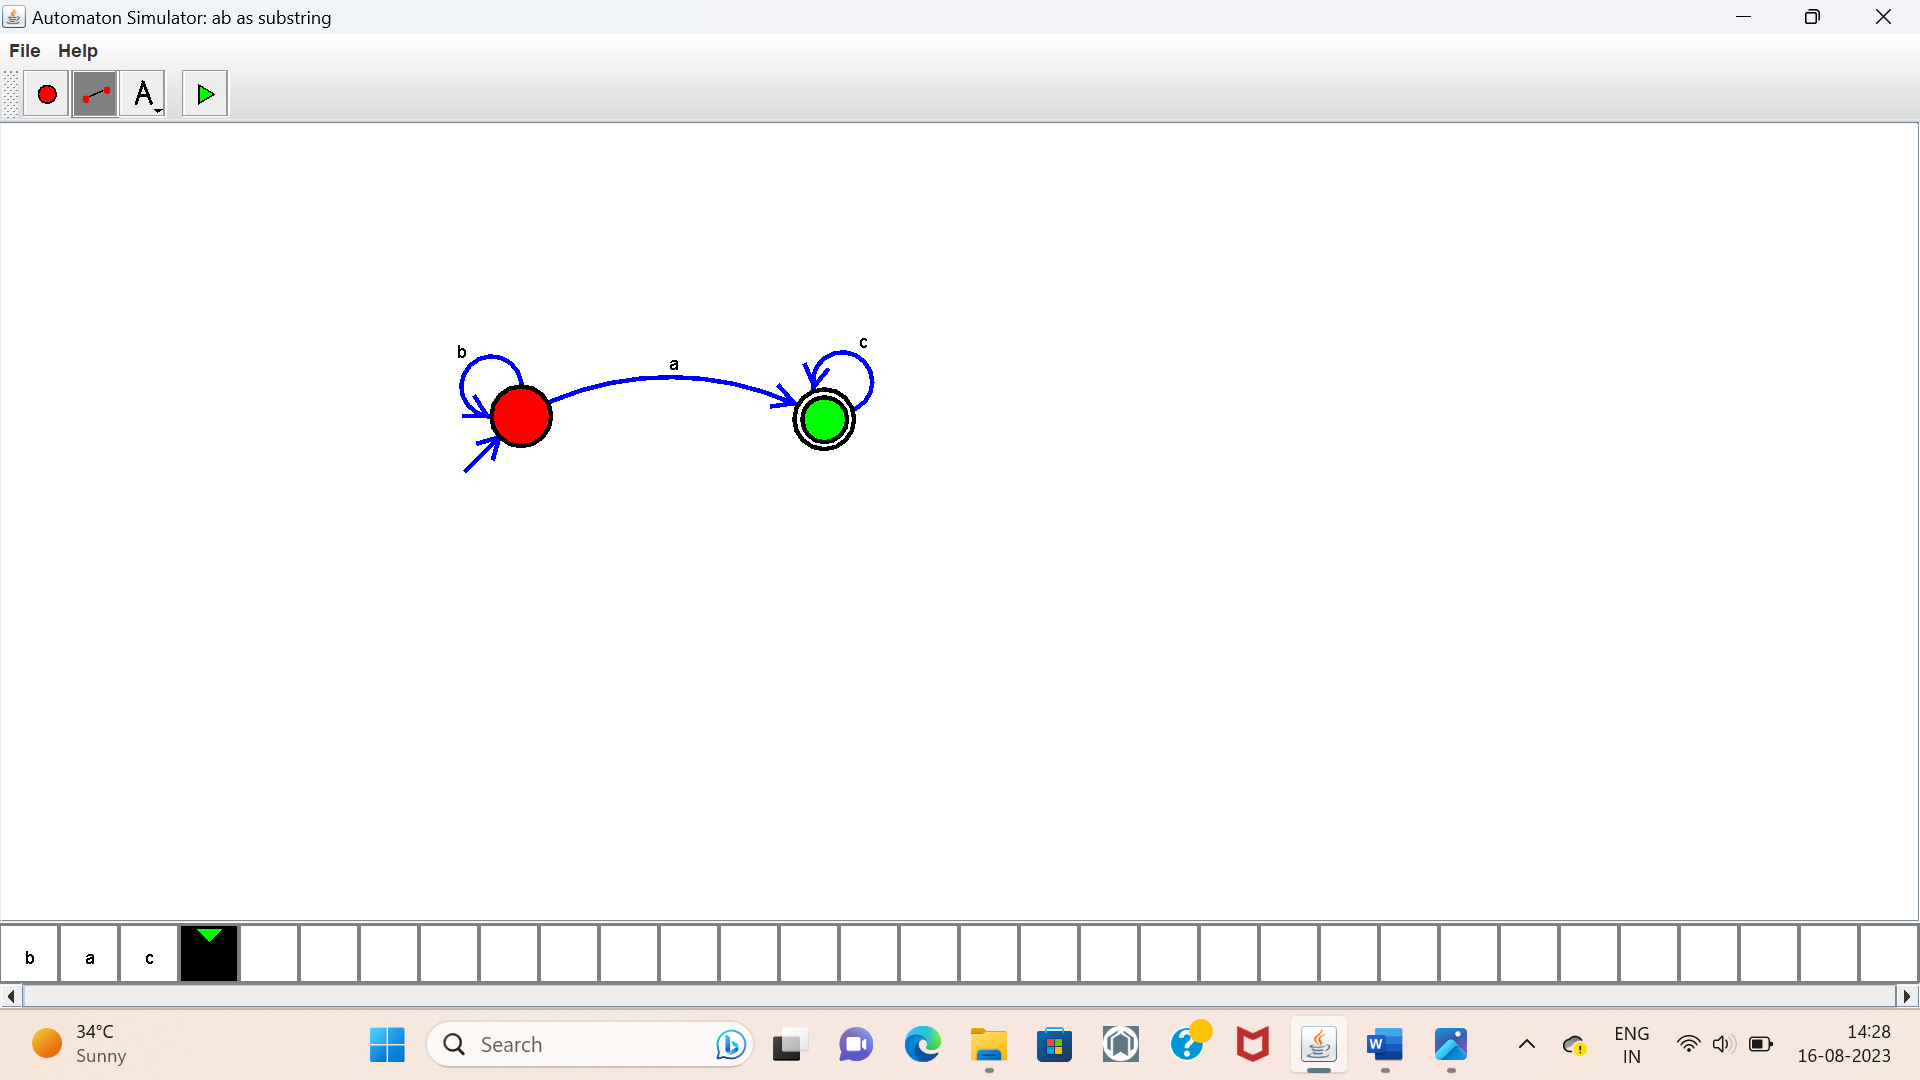 Automaton Simulator: ab as substring
File Help
A
b
a
c
b a c
34°C
Sunny
Search
W
ENG
IN
14:28
16-08-2023